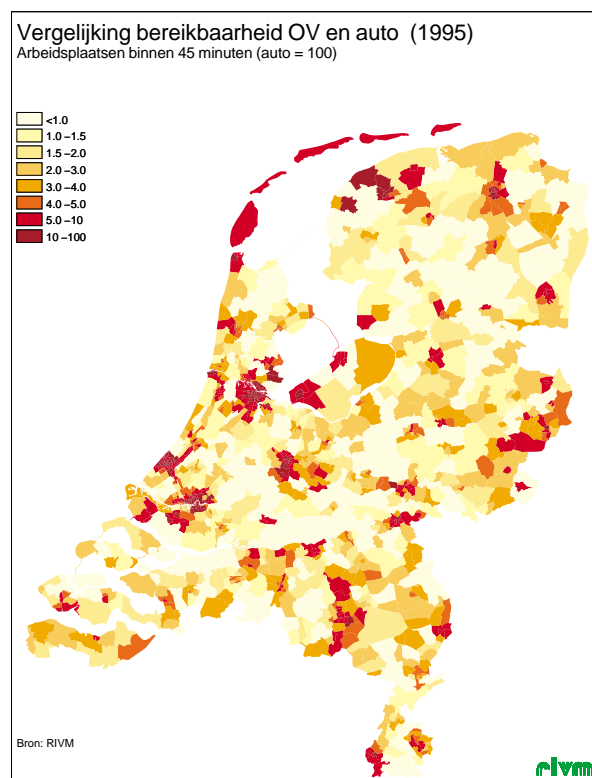 Vergelijking bereikbaarheid OV en auto (1995)
Arbeidsplaatsen binnen 45 minuten (auto = 100)
<1.0
1.0 –1.5
1.5 –2.0
2.0 –3.0
3.0 –4.0
4.0 –5.0
5.0 –10
10 –100
Bron: RIVM
rivm